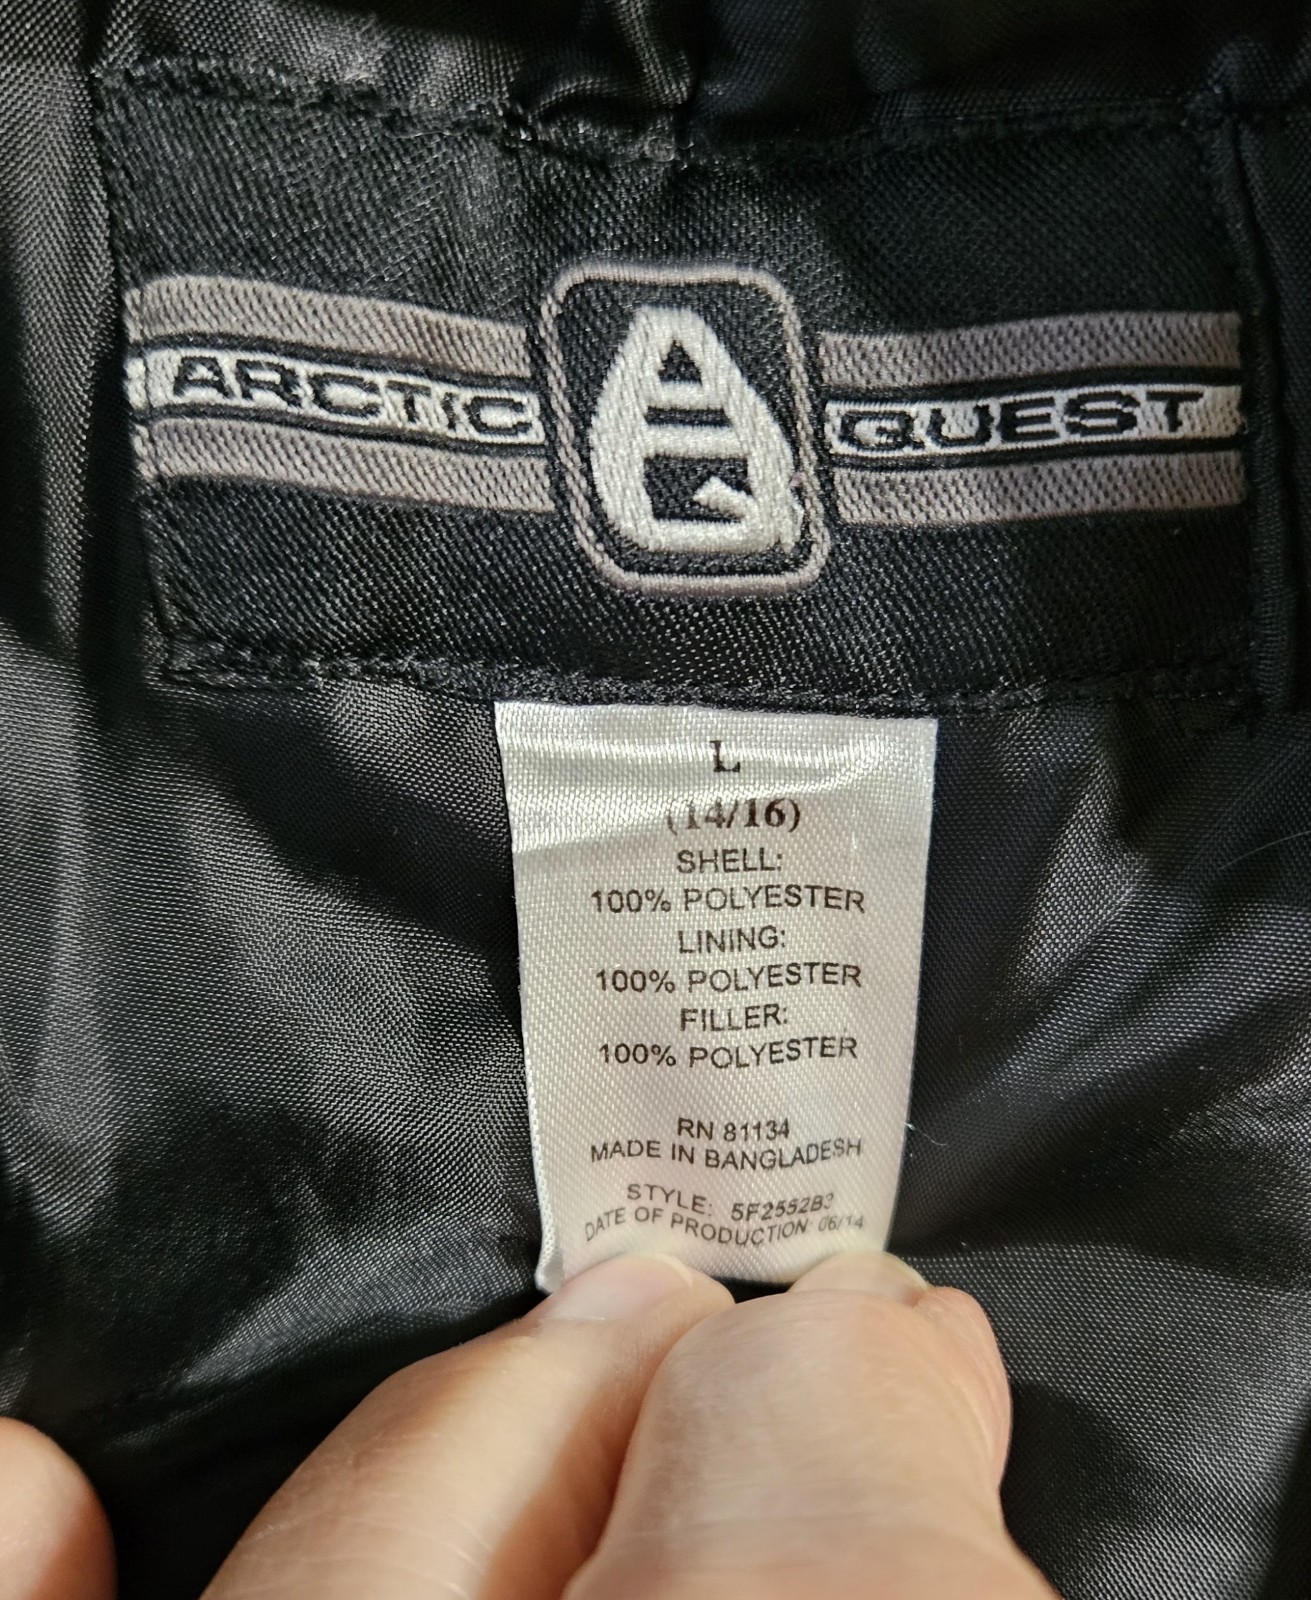 ARCTIC QUEST
L
(14/16)
SHELL:
100% POLYESTER
LINING:
100% POLYESTER
FILLER:
100% POLYESTER
RN 81134
MADE IN BANGLADESH
STYLE: 5F2552B3
DATE OF PRODUCTION: 06/14